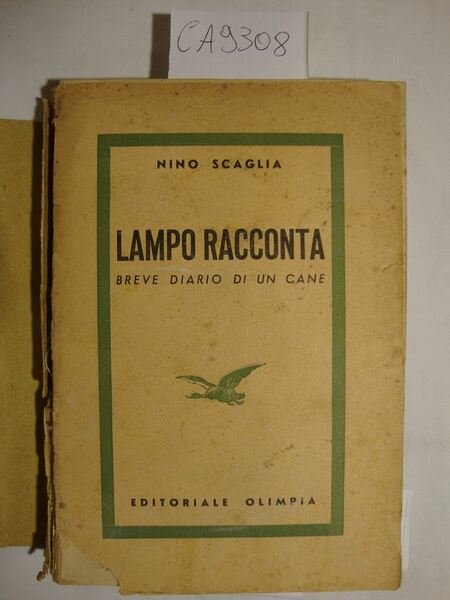 CA9308
NINO SCAGLIA
LAMPO RACCONTA
BREVE DIARIO DI UN CANE
EDITORIALE OLIMPIA